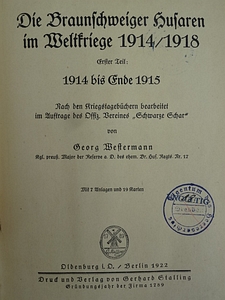 Die Braunschweiger Husaren
im Weltkriege 1914/1918
Erster Teil:
1914 bis Ende 1915
Nach den Kriegstagebüchern bearbeitet
im Auftrage des Offz. Vereines „Schwarze Schar“
von
Georg Westermann
Kgl. preuß. Major der Reserve a. D. des ehem. Br. Hus. Regts. Nr. 17
Mit 7 Anlagen und 19 Karten
Oldenburg i. O. / Berlin 1922
Druck und Verlag von Gerhard Stalling
Gründungsjahr der Firma 1789